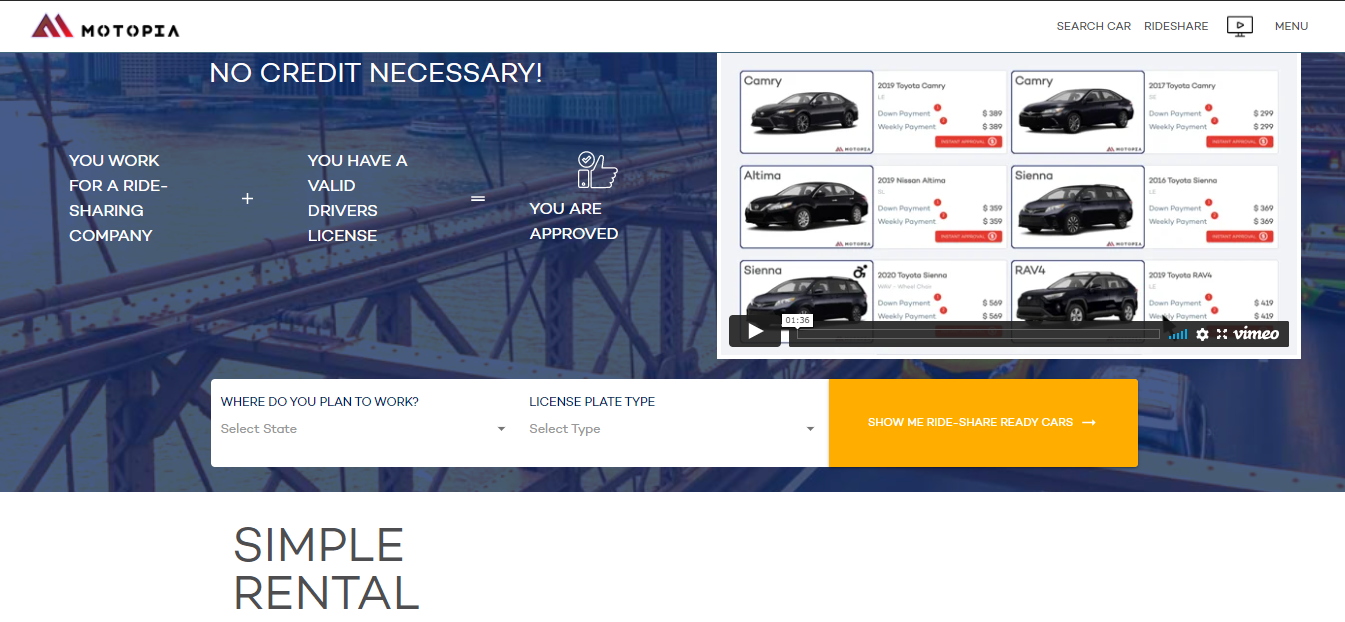 MOTOPIA
SEARCH CAR
RIDESHARE
MENU
NO CREDIT NECESSARY!
YOU WORK
FOR A RIDE-
SHARING
COMPANY
+
YOU HAVE A
VALID
DRIVERS
LICENSE
=
YOU ARE
APPROVED
Camry
2019 Toyota Camry
LE
Down Payment $ 389
Weekly Payment $ 389
INSTANT APPROVAL
MOTOPIA
Camry
2017 Toyota Camry
SE
Down Payment $ 299
Weekly Payment $ 299
INSTANT APPROVAL
MOTOPIA
Altima
2019 Nissan Altima
SL
Down Payment $ 359
Weekly Payment $ 359
INSTANT APPROVAL
MOTOPIA
Sienna
2016 Toyota Sienna
LE
Down Payment $ 369
Weekly Payment $ 369
INSTANT APPROVAL
MOTOPIA
Sienna
2020 Toyota Sienna
WAV - Wheel Chair
Down Payment $ 569
Weekly Payment $ 569
RAV4
2019 Toyota RAV4
LE
Down Payment $ 419
Weekly Payment $ 419
01:36
vimeo
WHERE DO YOU PLAN TO WORK?
Select State
LICENSE PLATE TYPE
Select Type
SHOW ME RIDE-SHARE READY CARS →
SIMPLE
RENTAL